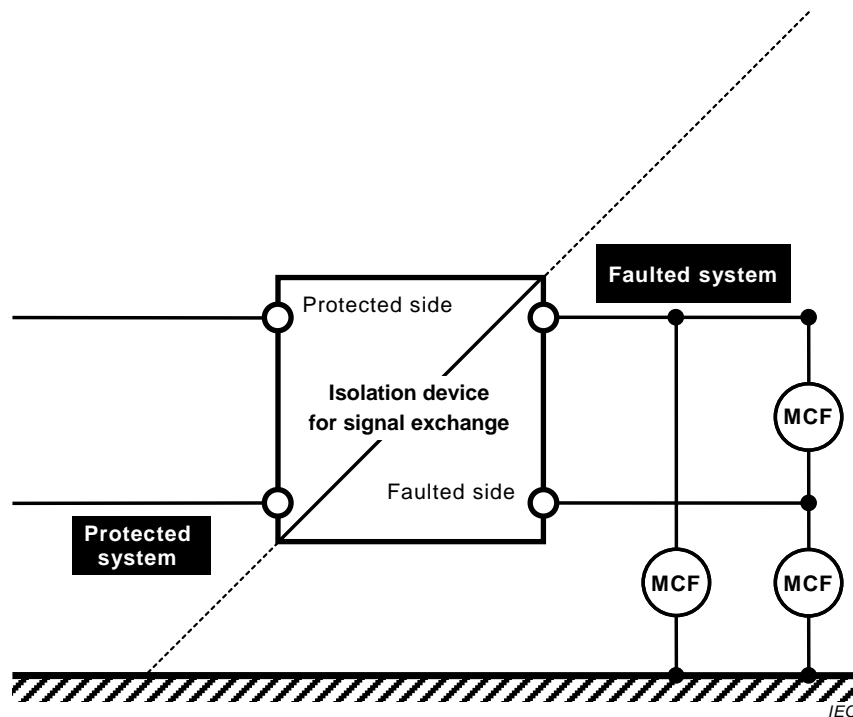 Faulted system
Protected side
Isolation device
for signal exchange
MCF
Faulted side
Protected
system
MCF
MCF
IEC